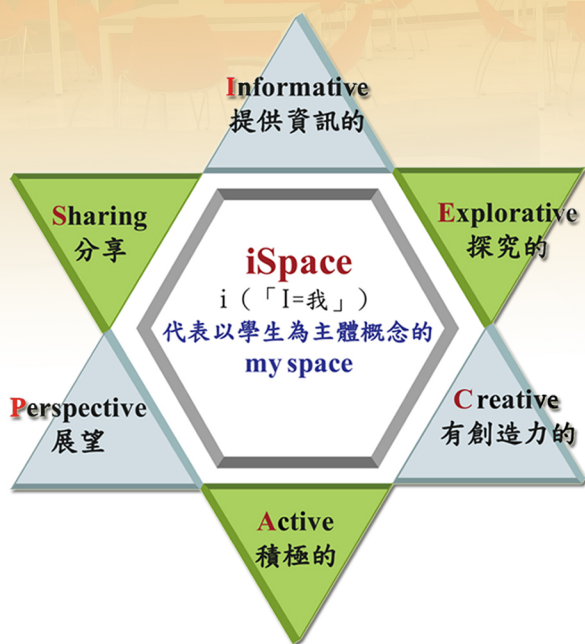 Informative
提供資訊的
Sharing
分享
Explorative
探究的
iSpace
i（「I=我」）
代表以學生為主體概念的
my space
Perspective
展望
Creative
有創造力的
Active
積極的